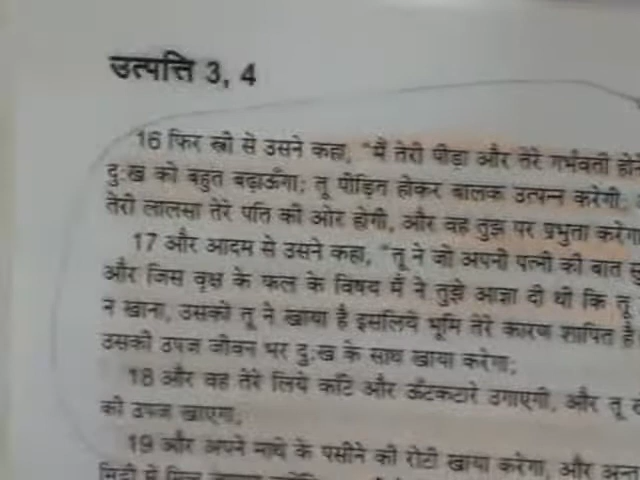 उत्पत्ति 3, 4
16 फिर स्त्री से उसने कहा, "मैं तेरी पीड़ा और तेरे गर्भवती होने
दु:ख को बहुत बढ़ाऊँगा; तू पीड़ित होकर बालक उत्पन्न करेगी;
तेरी लालसा तेरे पति की ओर होगी, और वह तुझ पर प्रभुता करेगा
17 और आदम से उसने कहा, "तू ने जो अपनी पत्नी की बात
और जिस वृक्ष के फल के विषय मैं ने तुझे आज्ञा दी थी कि तू
न खाना, उसको तू ने खाया है इसलिये भूमि तेरे कारण शापित है
उसकी उपज जीवन भर दु:ख के साथ खाया करेगा;
18 और वह तेरे लिये काँटे और ऊँटकटारे उगाएगी, और तू
की उपज खाएगा;
19 और अपने माथे के पसीने की रोटी खाया करेगा, और अन्त